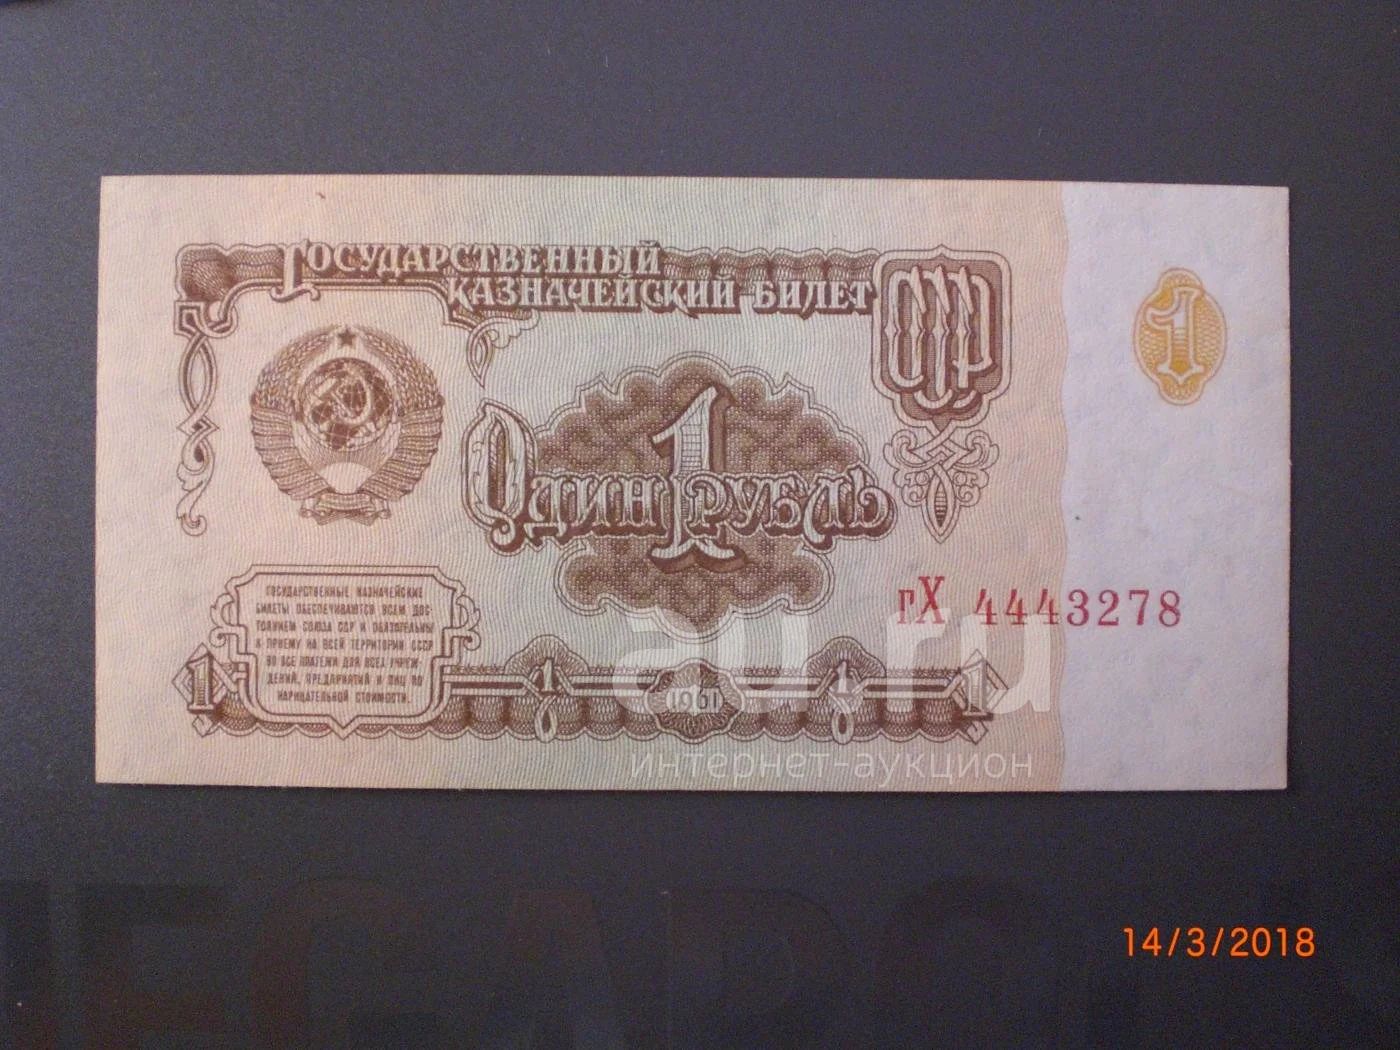 Государственный
казначейский билет
СССР
1
Один 1 рубль
гХ 4443278
Государственные казначейские
билеты обеспечиваются всем дос-
тоянием Союза ССР и обязательны
к приему на всей территории СССР
во все платежи для всех учреж-
дений, предприятий и лиц по
нарицательной стоимости.
1 1 1961 1 1
au.ru
интернет-аукцион
14/3/2018